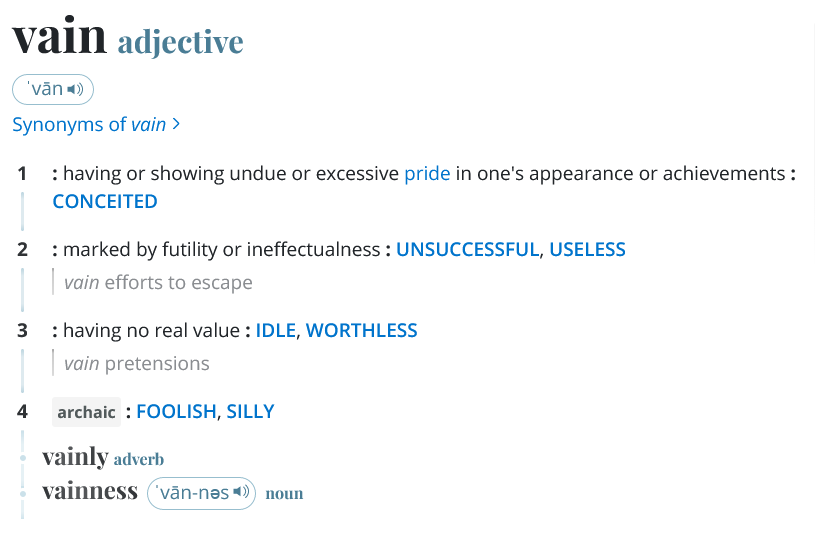 vain adjective
ˈvān
Synonyms of vain
1 : having or showing undue or excessive pride in one's appearance or achievements :
CONCEITED
2 : marked by futility or ineffectualness : UNSUCCESSFUL, USELESS
vain efforts to escape
3 : having no real value : IDLE, WORTHLESS
vain pretensions
4 archaic : FOOLISH, SILLY
vainly adverb
vainness ˈvān-nəs noun